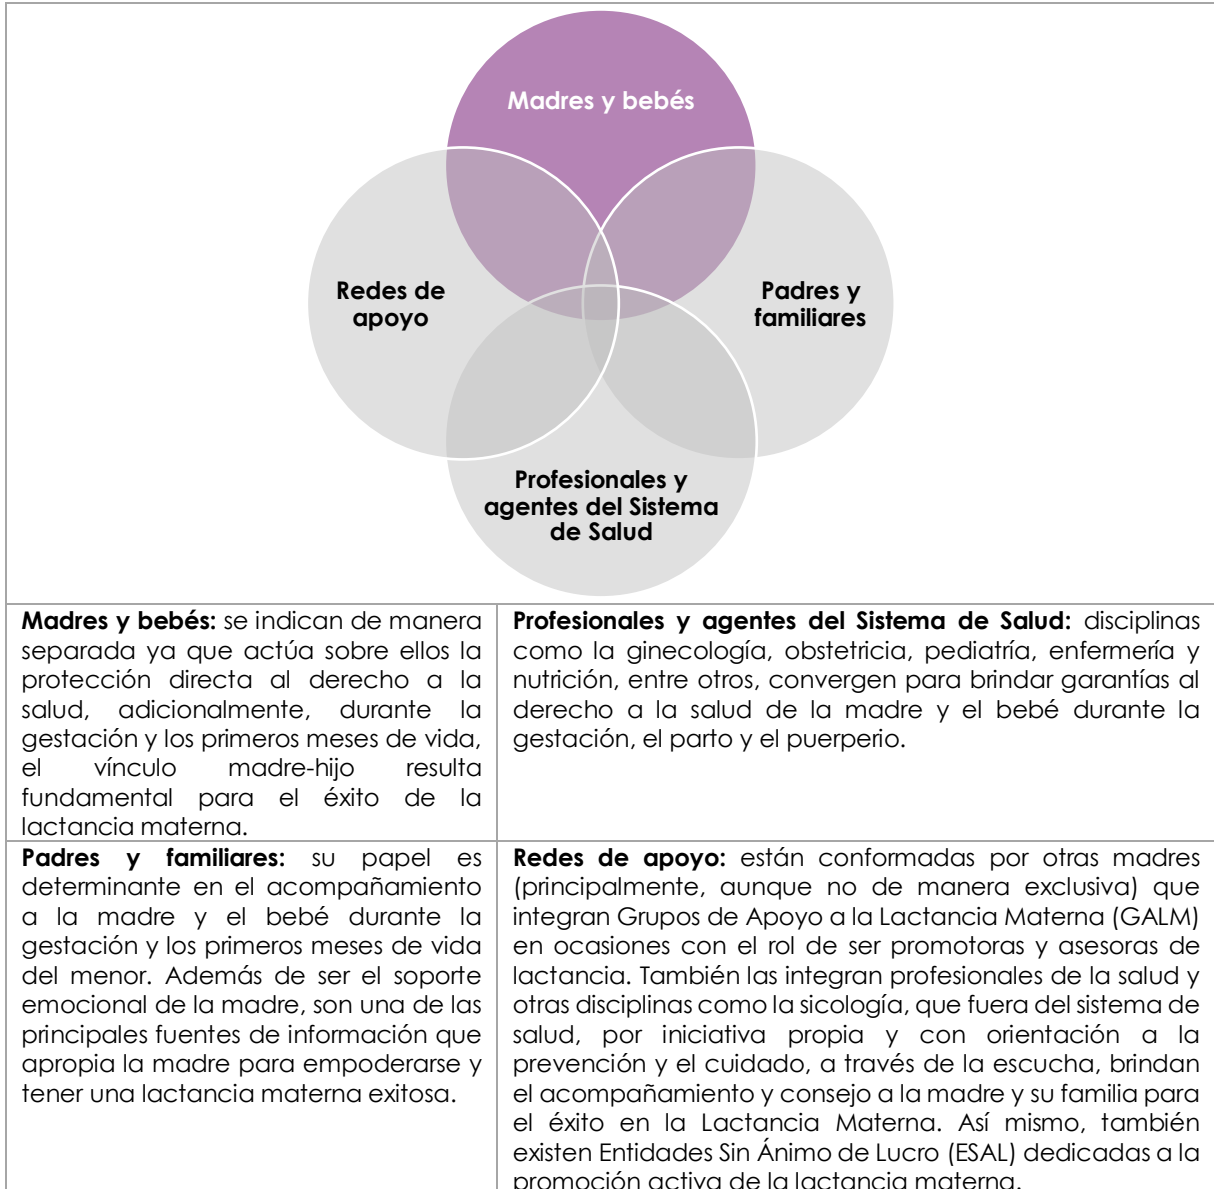 Madres y bebés
Redes de
apoyo
Padres y
familiares
Profesionales y
agentes del Sistema
de Salud
Madres y bebés: se indican de manera
separada ya que actúa sobre ellos la
protección directa al derecho a la
salud, adicionalmente, durante la
gestación y los primeros meses de vida,
el vínculo madre-hijo resulta
fundamental para el éxito de la
lactancia materna.
Profesionales y agentes del Sistema de Salud: disciplinas
como la ginecología, obstetricia, pediatría, enfermería y
nutrición, entre otros, convergen para brindar garantías al
derecho a la salud de la madre y el bebé durante la
gestación, el parto y el puerperio.
Padres y familiares: su papel es
determinante en el acompañamiento
a la madre y el bebé durante la
gestación y los primeros meses de vida
del menor. Además de ser el soporte
emocional de la madre, son una de las
principales fuentes de información que
apropia la madre para empoderarse y
tener una lactancia materna exitosa.
Redes de apoyo: están conformadas por otras madres
(principalmente, aunque no de manera exclusiva) que
integran Grupos de Apoyo a la Lactancia Materna (GALM)
en ocasiones con el rol de ser promotoras y asesoras de
lactancia. También las integran profesionales de la salud y
otras disciplinas como la sicología, que fuera del sistema de
salud, por iniciativa propia y con orientación a la
prevención y el cuidado, a través de la escucha, brindan
el acompañamiento y consejo a la madre y su familia para
el éxito en la Lactancia Materna. Así mismo, también
existen Entidades Sin Ánimo de Lucro (ESAL) dedicadas a la
promoción activa de la lactancia materna.